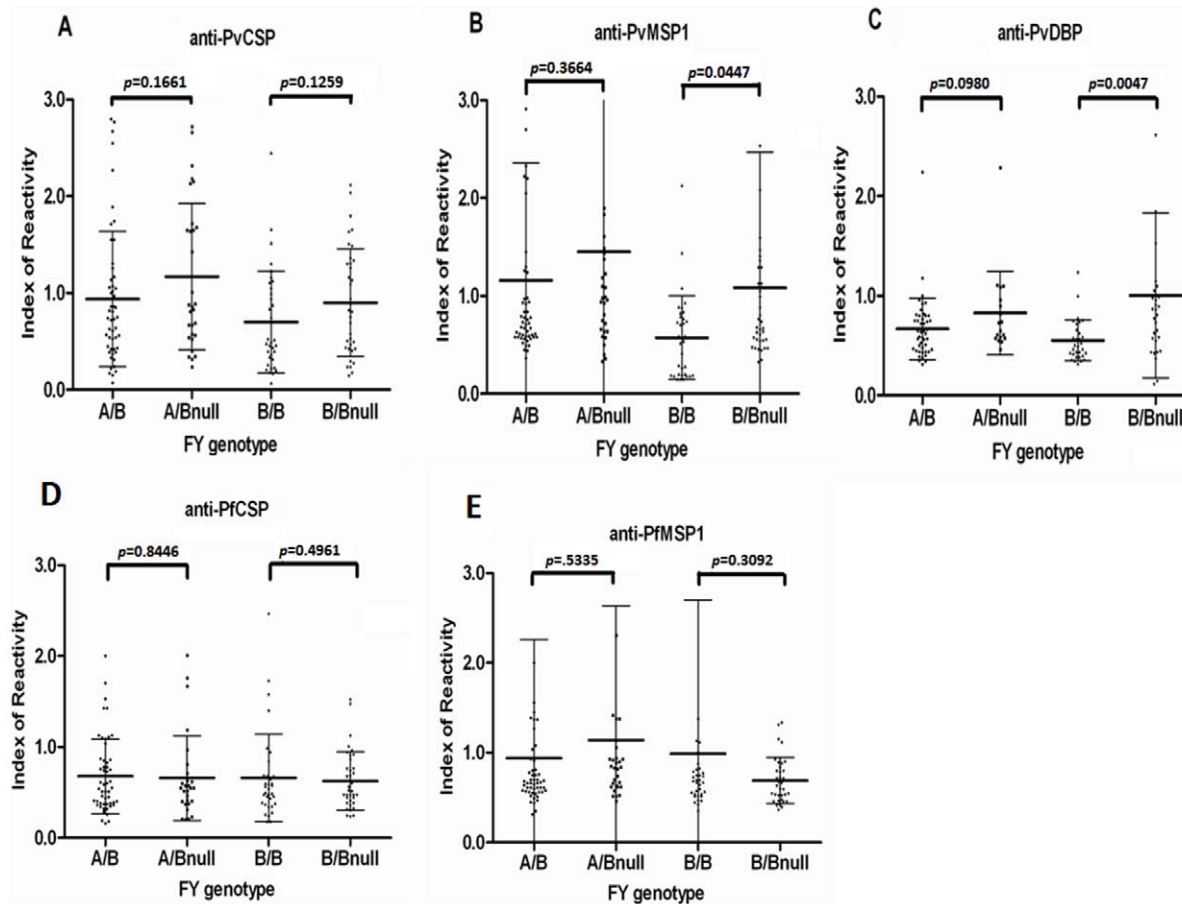 A
anti-PvCSP
p=0.1661
p=0.1259
3.0
2.0
1.0
0.0
Index of Reactivity
A/B
A/Bnull
B/B
B/Bnull
FY genotype
B
anti-PvMSP1
p=0.3664
p=0.0447
3.0
2.0
1.0
0.0
Index of Reactivity
A/B
A/Bnull
B/B
B/Bnull
FY genotype
C
anti-PvDBP
p=0.0980
p=0.0047
3.0
2.0
1.0
0.0
Index of Reactivity
A/B
A/Bnull
B/B
B/Bnull
FY genotype
D
anti-PfCSP
p=0.8446
p=0.4961
3.0
2.0
1.0
0.0
Index of Reactivity
A/B
A/Bnull
B/B
B/Bnull
FY genotype
E
anti-PfMSP1
p=.5335
p=0.3092
3.0
2.0
1.0
0.0
Index of Reactivity
A/B
A/Bnull
B/B
B/Bnull
FY genotype